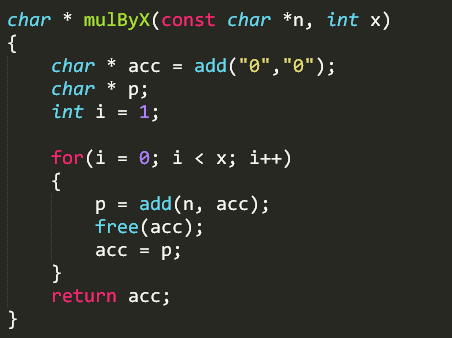 char * mulByX(const char *n, int x)
{
    char * acc = add("0","0");
    char * p;
    int i = 1;

    for(i = 0; i < x; i++)
    {
        p = add(n, acc);
        free(acc);
        acc = p;
    }
    return acc;
}